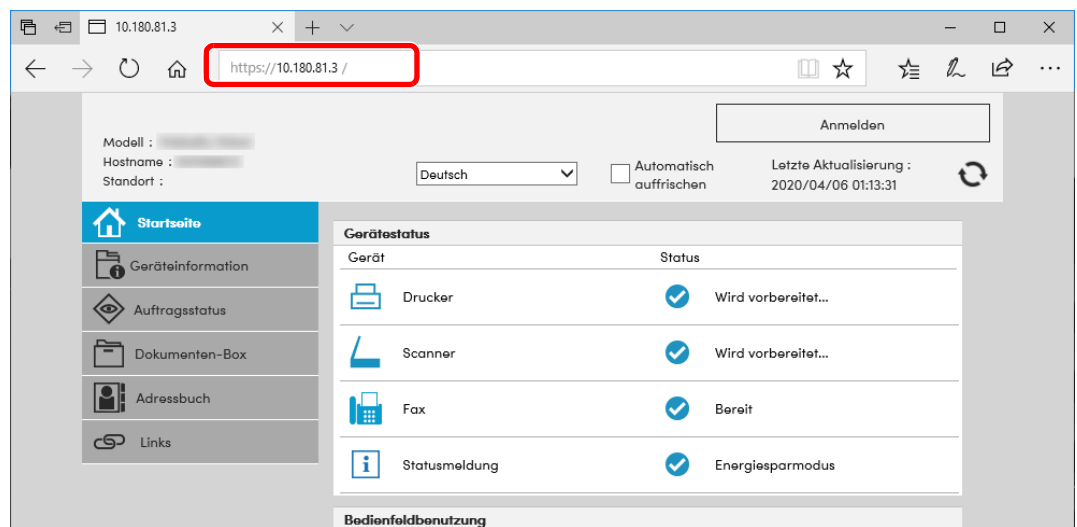 10.180.81.3
https://10.180.81.3 /
Anmelden
Modell :
Hostname :
Standort :
Deutsch
Automatisch
auffrischen
Letzte Aktualisierung :
2020/04/06 01:13:31
Startseite
Geräteinformation
Auftragsstatus
Dokumenten-Box
Adressbuch
Links
Gerätestatus
Gerät Status
Drucker Wird vorbereitet...
Scanner Wird vorbereitet...
Fax Bereit
Statusmeldung Energiesparmodus
Bedienfeldbenutzung